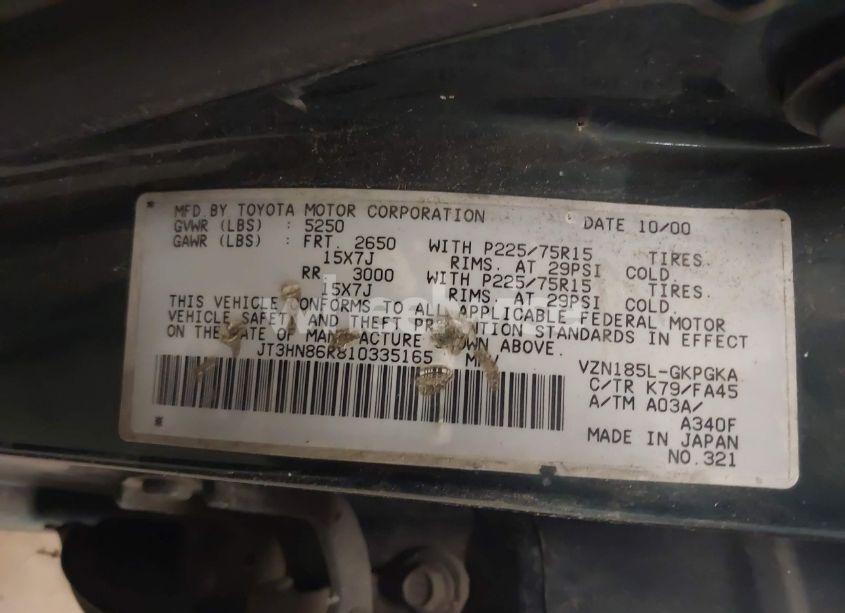 MFD.BY TOYOTA MOTOR CORPORATION DATE 10/00
GVWR (LBS) : 5250
GAWR (LBS) : FRT. 2650 WITH P225/75R15 TIRES.
15X7J RIMS. AT 29PSI COLD.
RR 3000 WITH P225/75R15 TIRES.
15X7J RIMS. AT 29PSI COLD.
THIS VEHICLE CONFORMS TO ALL APPLICABLE FEDERAL MOTOR
VEHICLE SAFETY AND THEFT STANDARDS IN EFFECT
ON THE DATE OF ABOVE.
JT3HN86R810335165 VZN185L-GKPGKA
C/TR K79/FA45
A/TM A03A/
A340F
MADE IN JAPAN
NO.321